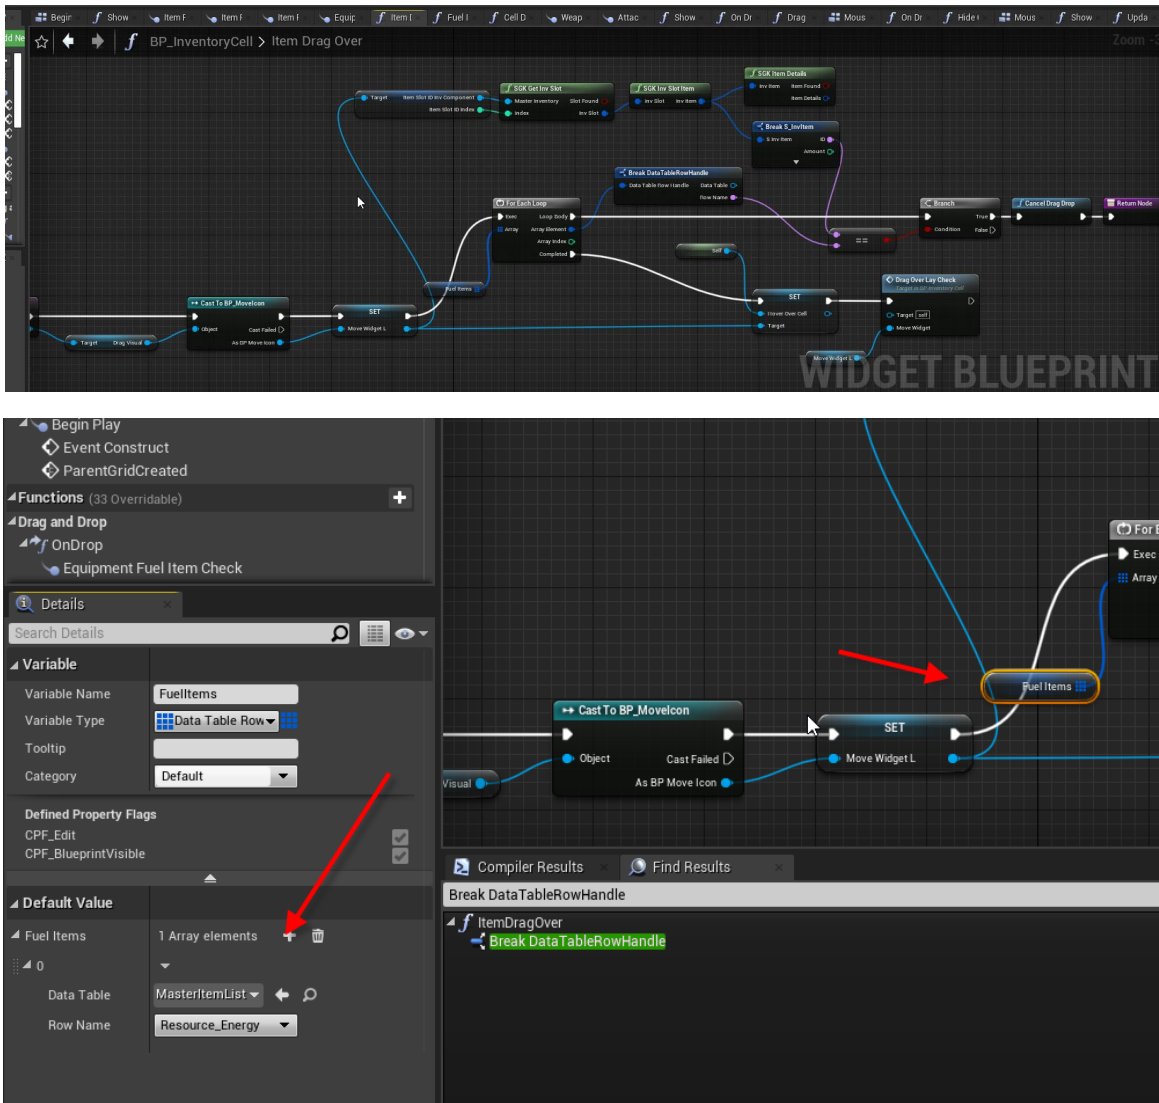 Begin
Show
Item F
Item F
Item F
Equip
Item [
Fuel I
Cell D
Weap
Attac
Show
On Dr
Drag
Mous
On Dr
Hide I
Mous
Show
Upda
BP_InventoryCell > Item Drag Over
Zoom
SGK Item Details
Inv Item Item Found
Item Details
SGK Get Inv Slot
Master Inventory Slot Found
Index Inv Slot
SGK Inv Slot Item
Inv Slot Inv Item
Target Item Slot ID Inv Component
Item Slot ID Index
Break S_InvItem
S Inv Item ID
Amount
Break DataTableRowHandle
Data Table Row Handle Data Table
Row Name
For Each Loop
Exec Loop Body
Array Array Element
Array Index
Completed
Branch
True
Condition False
Cancel Drag Drop
Return Node
==
Self
Fuel Items
Drag Over Lay Check
Target is BP Inventory Cell
Target self
Move Widget
SET
Hover Over Cell
Target
Cast To BP_MoveIcon
Object Cast Failed
As BP Move Icon
SET
Move Widget L
Target Drag Visual
Move Widget L
WIDGET BLUEPRINT
Begin Play
Event Construct
ParentGridCreated
Functions (33 Overridable)
Drag and Drop
OnDrop
Equipment Fuel Item Check
Details
Search Details
Variable
Variable Name FuelItems
Variable Type Data Table Row
Tooltip
Category Default
Defined Property Flags
CPF_Edit
CPF_BlueprintVisible
Default Value
Fuel Items 1 Array elements
0
Data Table MasterItemList
Row Name Resource_Energy
For E
Exec
Array
Fuel Items
Cast To BP_MoveIcon
Object Cast Failed
As BP Move Icon
Visual
SET
Move Widget L
Compiler Results
Find Results
Break DataTableRowHandle
ItemDragOver
Break DataTableRowHandle